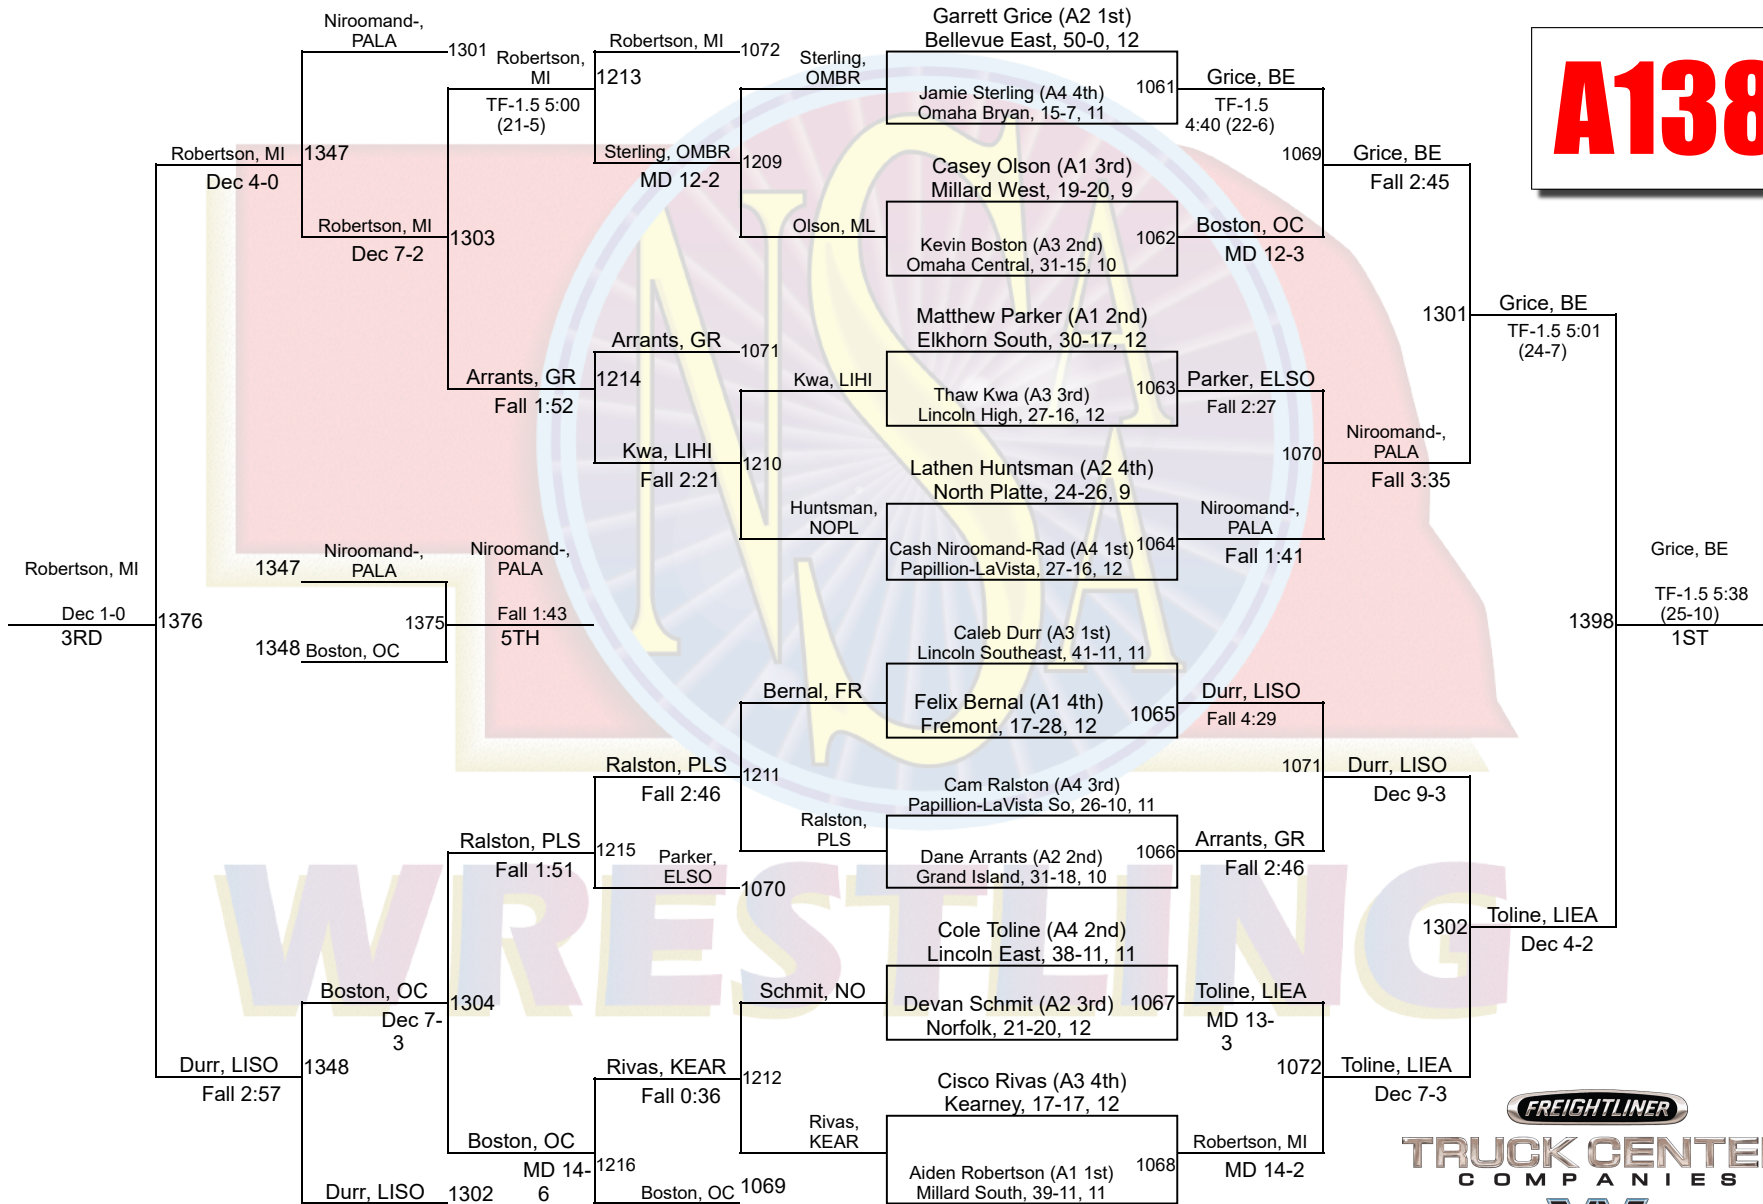 Garrett Grice (A2 1st)
Bellevue East, 50-0, 12
Jamie Sterling (A4 4th)
Omaha Bryan, 15-7, 11
1061
Casey Olson (A1 3rd)
Millard West, 19-20, 9
Kevin Boston (A3 2nd)
Omaha Central, 31-15, 10
1062
Matthew Parker (A1 2nd)
Elkhorn South, 30-17, 12
Thaw Kwa (A3 3rd)
Lincoln High, 27-16, 12
1063
Lathen Huntsman (A2 4th)
North Platte, 24-26, 9
Cash Niroomand-Rad (A4 1st)
Papillion-LaVista, 27-16, 12
1064
Caleb Durr (A3 1st)
Lincoln Southeast, 41-11, 11
Felix Bernal (A1 4th)
Fremont, 17-28, 12
1065
Cam Ralston (A4 3rd)
Papillion-LaVista So, 26-10, 11
Dane Arrants (A2 2nd)
Grand Island, 31-18, 10
1066
Cole Toline (A4 2nd)
Lincoln East, 38-11, 11
Devan Schmit (A2 3rd)
Norfolk, 21-20, 12
1067
Cisco Rivas (A3 4th)
Kearney, 17-17, 12
Aiden Robertson (A1 1st)
Millard South, 39-11, 11
1068
Grice, BE
TF-1.5
4:40 (22-6)
1069
Boston, OC
MD 12-3
Parker, ELSO
Fall 2:27
1070
Niroomand-,
PALA
Fall 1:41
Durr, LISO
Fall 4:29
1071
Arrants, GR
Fall 2:46
Toline, LIEA
MD 13-
3
1072
Robertson, MI
MD 14-2
Grice, BE
Fall 2:45
1301
Niroomand-,
PALA
Fall 3:35
Durr, LISO
Dec 9-3
1302
Toline, LIEA
Dec 7-3
Grice, BE
TF-1.5 5:01
(24-7)
1398
Toline, LIEA
Dec 4-2
Grice, BE
TF-1.5 5:38
(25-10)
1ST
Sterling,
OMBR
1209
Olson, ML
Kwa, LIHI
1210
Huntsman,
NOPL
Bernal, FR
1211
Ralston,
PLS
Schmit, NO
1212
Rivas,
KEAR
Robertson, MI
1072
1213
Sterling, OMBR
MD 12-2
Arrants, GR
1071
1214
Kwa, LIHI
Fall 2:21
Ralston, PLS
Fall 2:46
1215
Parker,
ELSO
1070
Rivas, KEAR
Fall 0:36
1216
Boston, OC
1069
Robertson,
MI
TF-1.5 5:00
(21-5)
1303
Arrants, GR
Fall 1:52
Ralston, PLS
Fall 1:51
1304
Boston, OC
MD 14-
6
Niroomand-,
PALA
1301
1347
Robertson, MI
Dec 7-2
Boston, OC
Dec 7-
3
1348
Durr, LISO
1302
Robertson, MI
Dec 4-0
1376
Durr, LISO
Fall 2:57
Robertson, MI
Dec 1-0
3RD
1347
Niroomand-,
PALA
1375
1348
Boston, OC
Niroomand-,
PALA
Fall 1:43
5TH
A138
NSAA
WRESTLING
FREIGHTLINER
TRUCK CENTE
COMPANIES